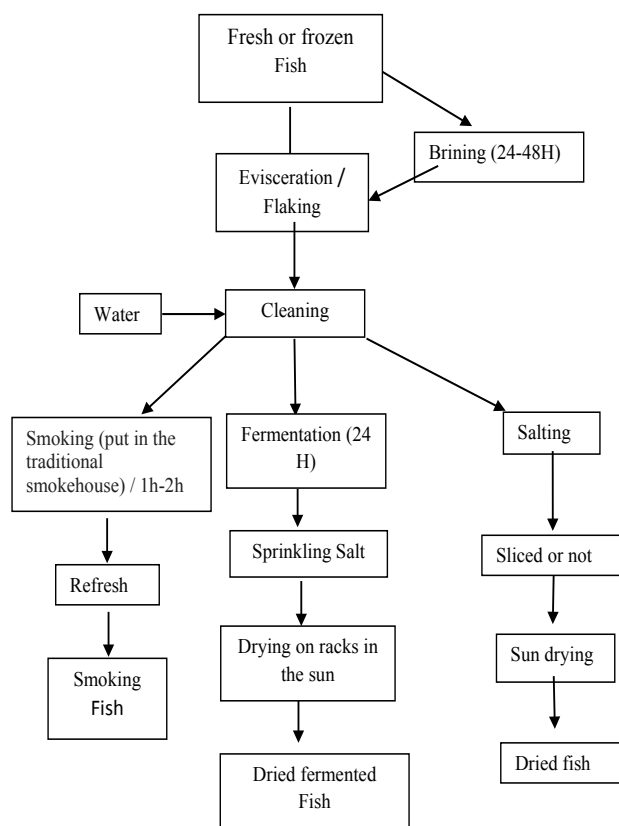 Fresh or frozen
Fish
Brining (24-48H)
Evisceration /
Flaking
Water
Cleaning
Smoking (put in the
traditional
smokehouse) / 1h-2h
Fermentation (24
H)
Salting
Sprinkling Salt
Sliced or not
Refresh
Drying on racks in
the sun
Sun drying
Smoking
Fish
Dried fermented
Fish
Dried fish